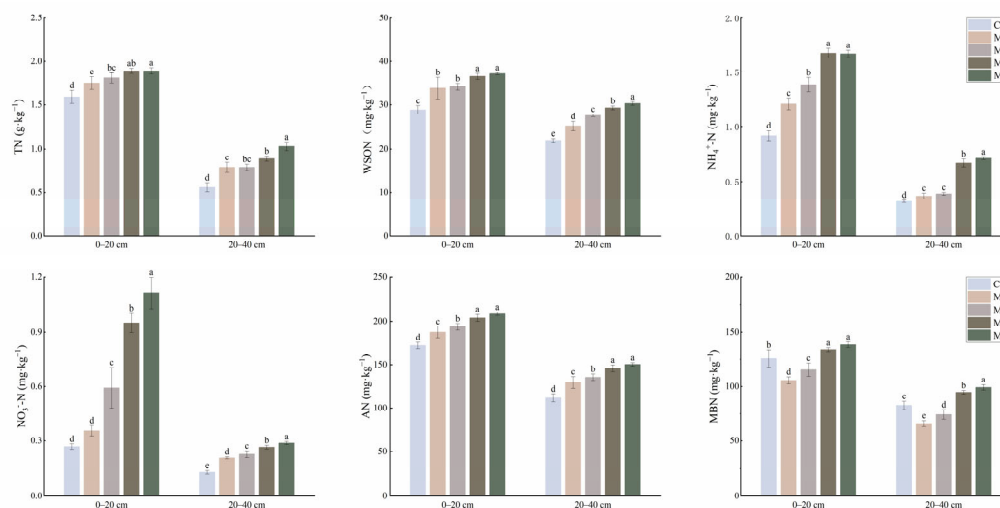 2.5
2.0
1.5
1.0
0.5
0.0
TN (g·kg⁻¹)
d e bc ab a
d c bc b a
0–20 cm 20–40 cm
50
40
30
20
10
0
WSON (mg·kg⁻¹)
c b b a a
e d c b a
0–20 cm 20–40 cm
2.0
1.5
1.0
0.5
0.0
NH₄⁺-N (mg·kg⁻¹)
d c b a a
d c c b a
0–20 cm 20–40 cm
C
M
M
M
M
1.2
0.9
0.6
0.3
0.0
NO₃⁻-N (mg·kg⁻¹)
d d c b a
e d c b a
0–20 cm 20–40 cm
250
200
150
100
50
0
AN (mg·kg⁻¹)
d c b a a
d c b a a
0–20 cm 20–40 cm
200
150
100
50
0
MBN (mg·kg⁻¹)
b d c a a
c e d b a
0–20 cm 20–40 cm
C
M
M
M
M